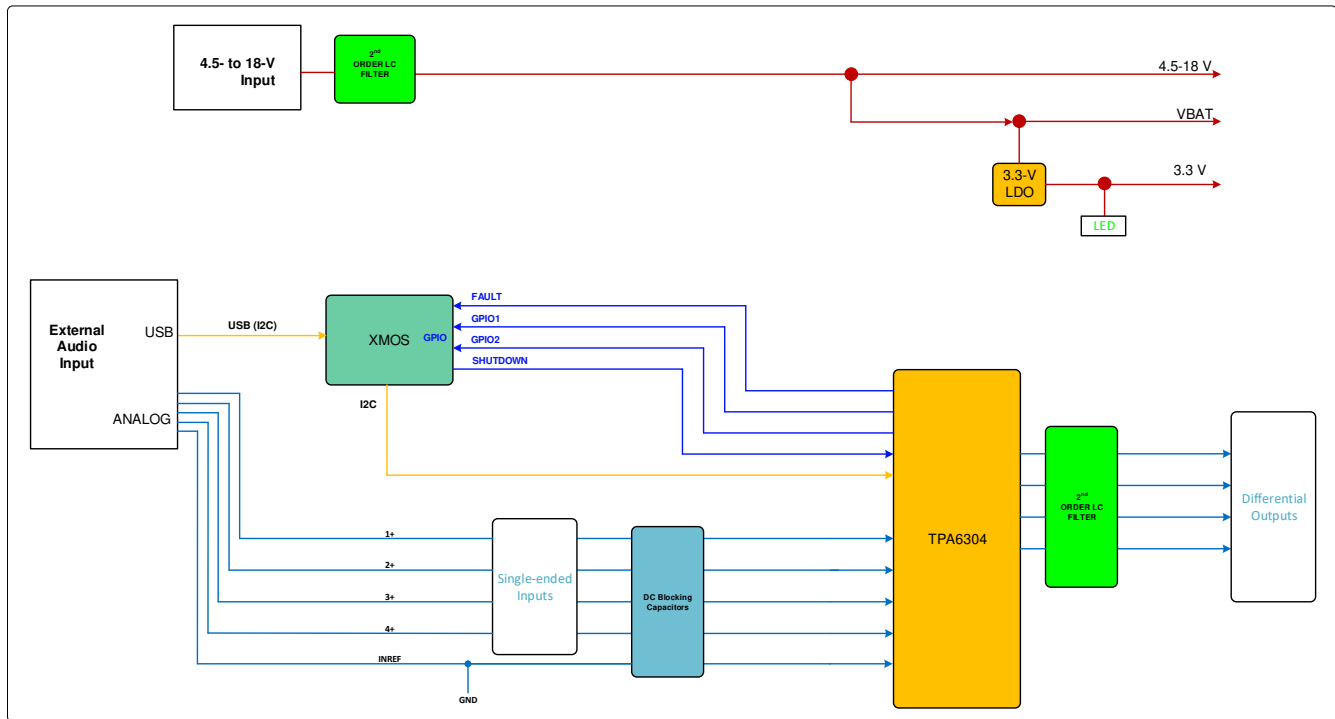 4.5- to 18-V
Input
2nd
ORDER LC
FILTER
4.5-18 V
VBAT
3.3-V
LDO
3.3 V
LED
External
Audio
Input
USB
ANALOG
USB (I2C)
XMOS
GPIO
FAULT
GPIO1
GPIO2
SHUTDOWN
I2C
1+
2+
3+
4+
INREF
GND
Single-ended
Inputs
DC Blocking
Capacitors
TPA6304
2nd
ORDER LC
FILTER
Differential
Outputs